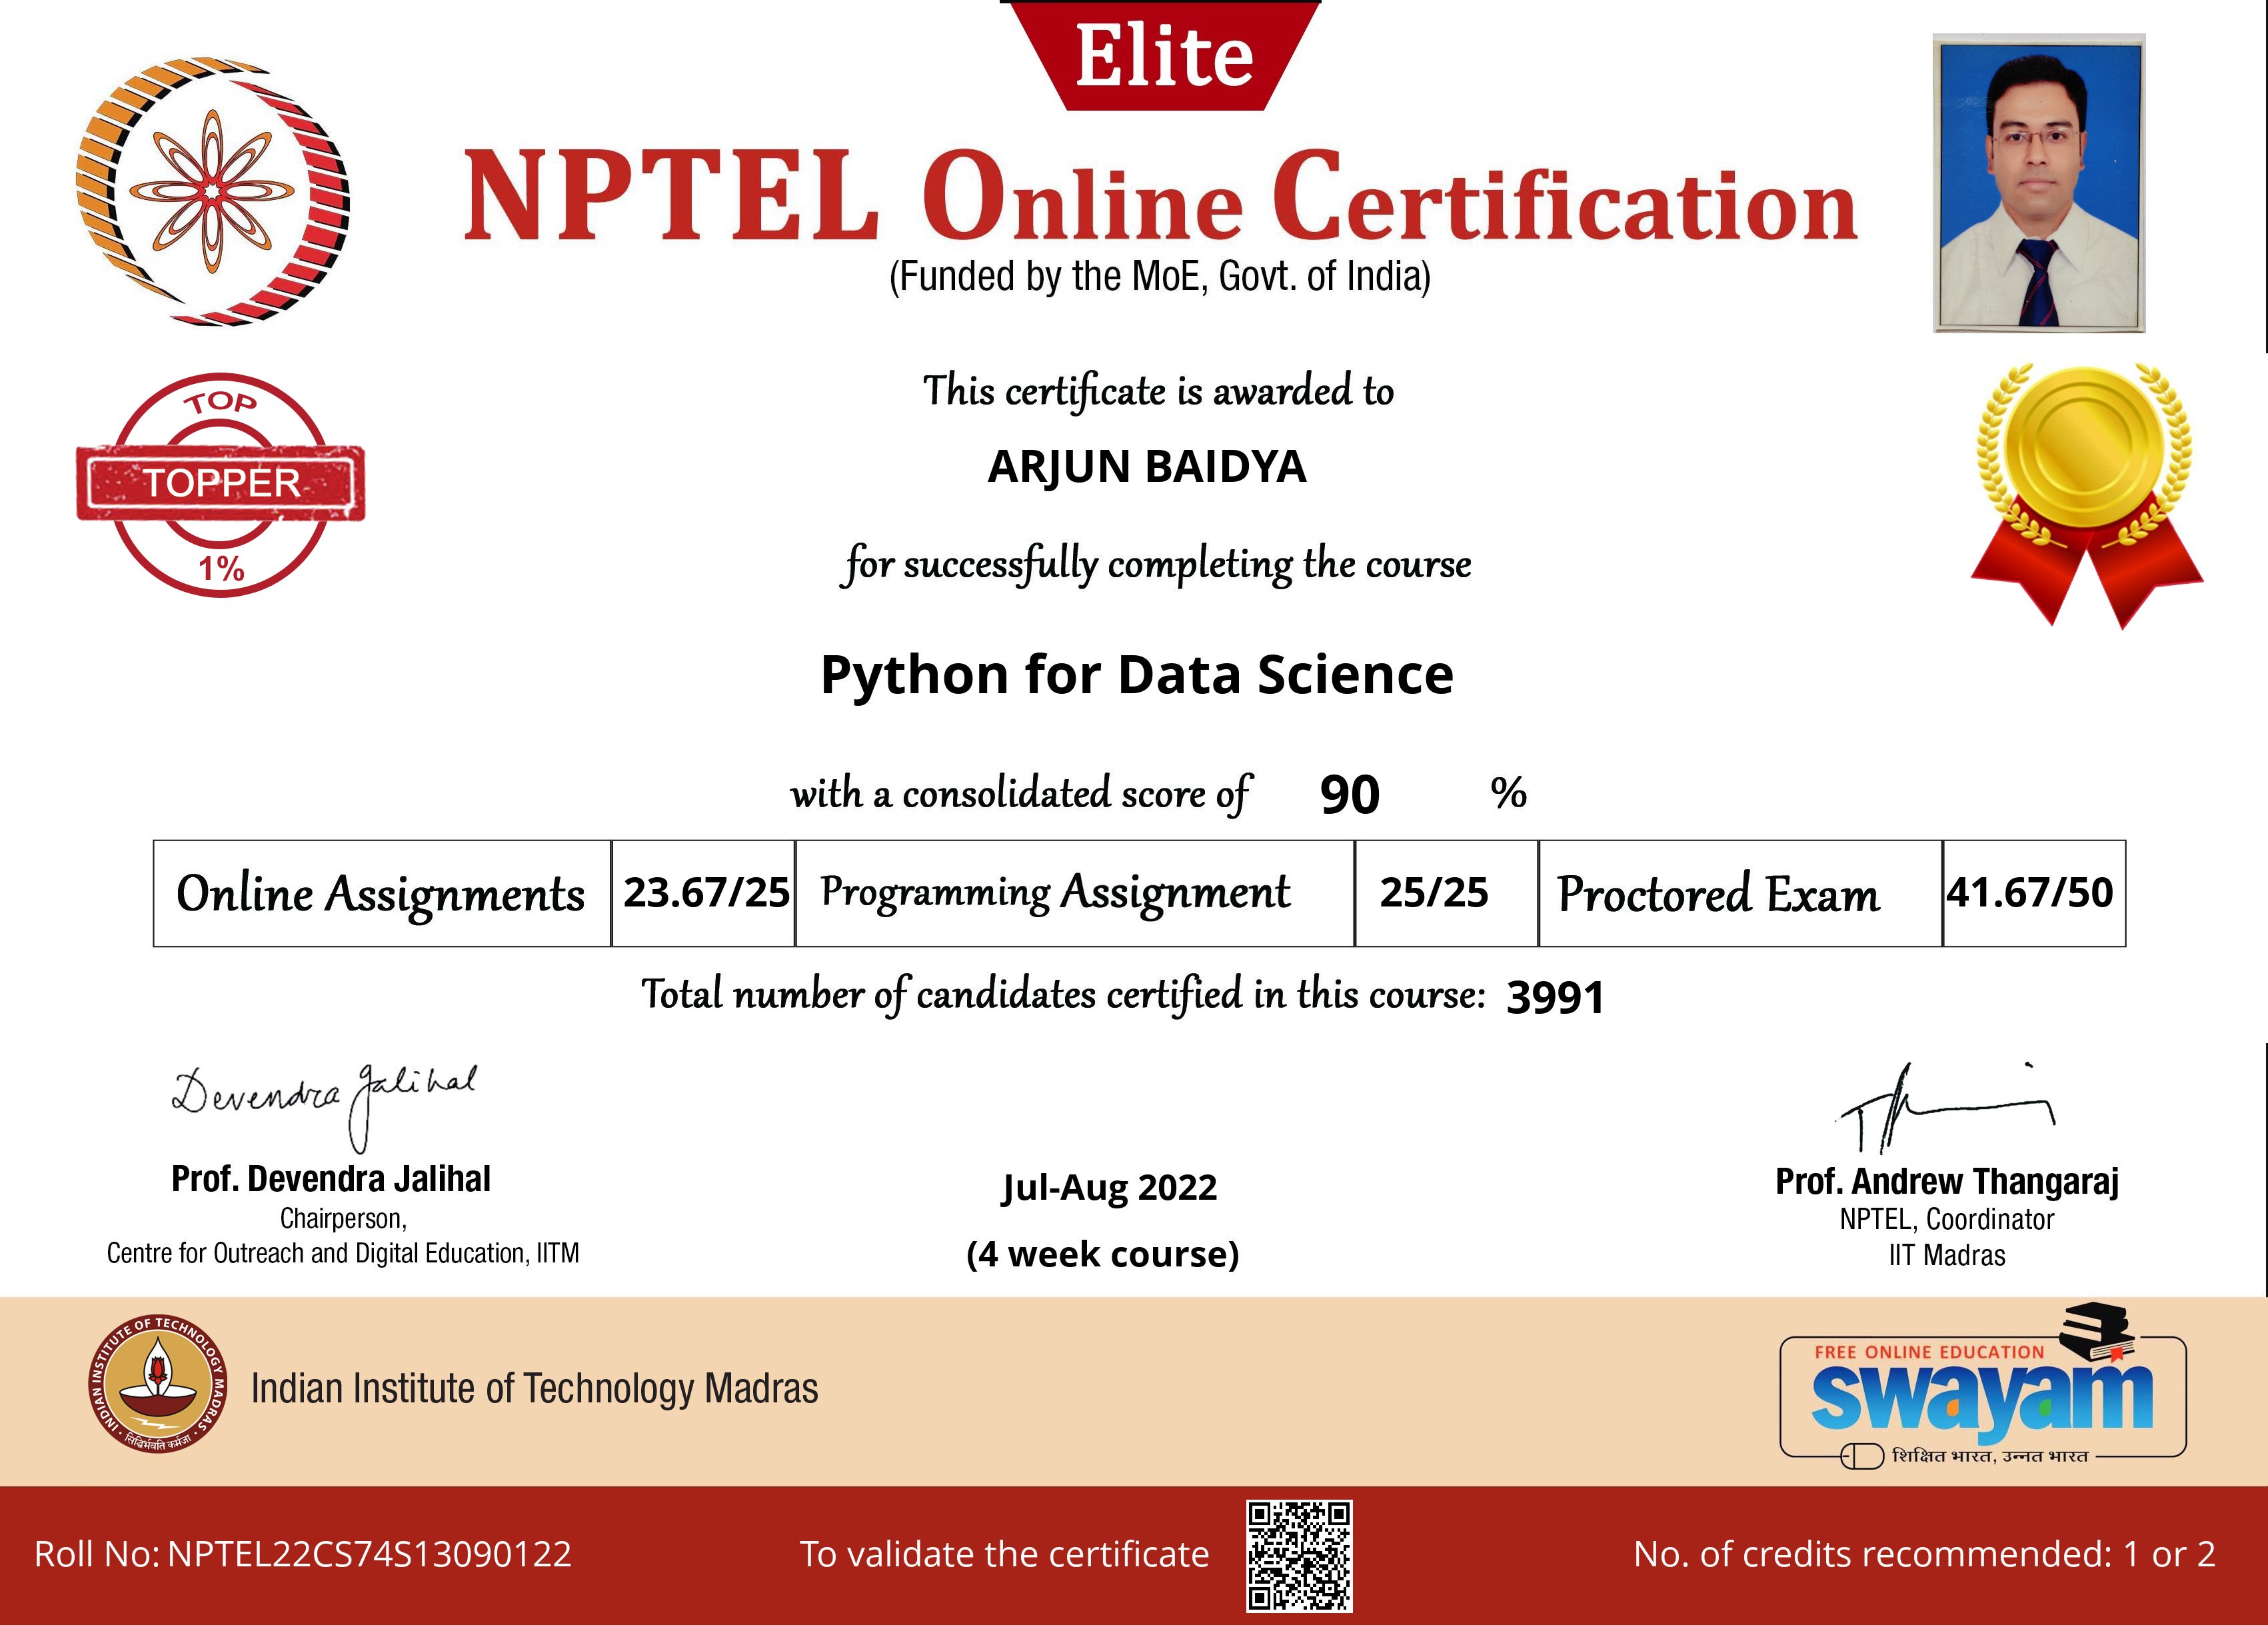 Elite
NPTEL Online Certification
(Funded by the MoE, Govt. of India)
TOP
TOPPER
1%
This certificate is awarded to
ARJUN BAIDYA
for successfully completing the course
Python for Data Science
with a consolidated score of 90 %
Online Assignments 23.67/25 Programming Assignment 25/25 Proctored Exam 41.67/50
Total number of candidates certified in this course: 3991
Devendra Jalihal
Prof. Devendra Jalihal
Chairperson,
Centre for Outreach and Digital Education, IITM
Jul-Aug 2022
(4 week course)
Prof. Andrew Thangaraj
NPTEL, Coordinator
IIT Madras
INDIAN INSTITUTE OF TECHNOLOGY MADRAS
सिद्धिर्भवति कर्मजा
Indian Institute of Technology Madras
FREE ONLINE EDUCATION
swayam
शिक्षित भारत, उन्नत भारत
Roll No: NPTEL22CS74S13090122
To validate the certificate
No. of credits recommended: 1 or 2